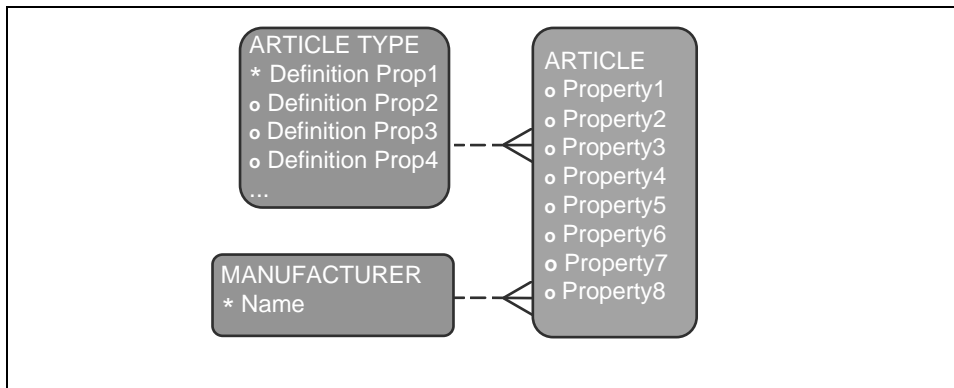 ARTICLE TYPE
* Definition Prop1
o Definition Prop2
o Definition Prop3
o Definition Prop4
...
MANUFACTURER
* Name
ARTICLE
o Property1
o Property2
o Property3
o Property4
o Property5
o Property6
o Property7
o Property8